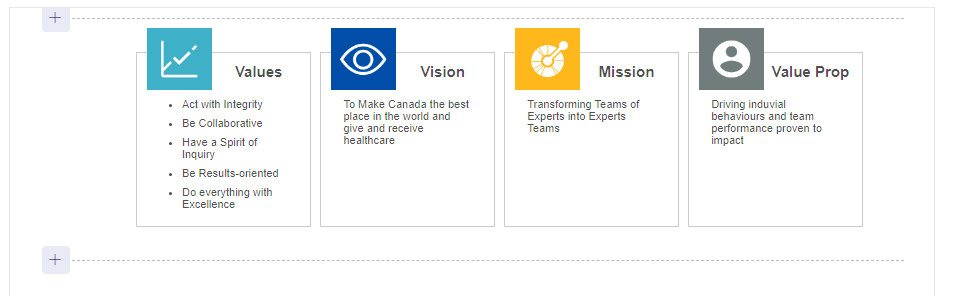 Values
Act with Integrity
Be Collaborative
Have a Spirit of
Inquiry
Be Results-oriented
Do everything with
Excellence
Vision
To Make Canada the best
place in the world and
give and receive
healthcare
Mission
Transforming Teams of
Experts into Experts
Teams
Value Prop
Driving induvial
behaviours and team
performance proven to
impact